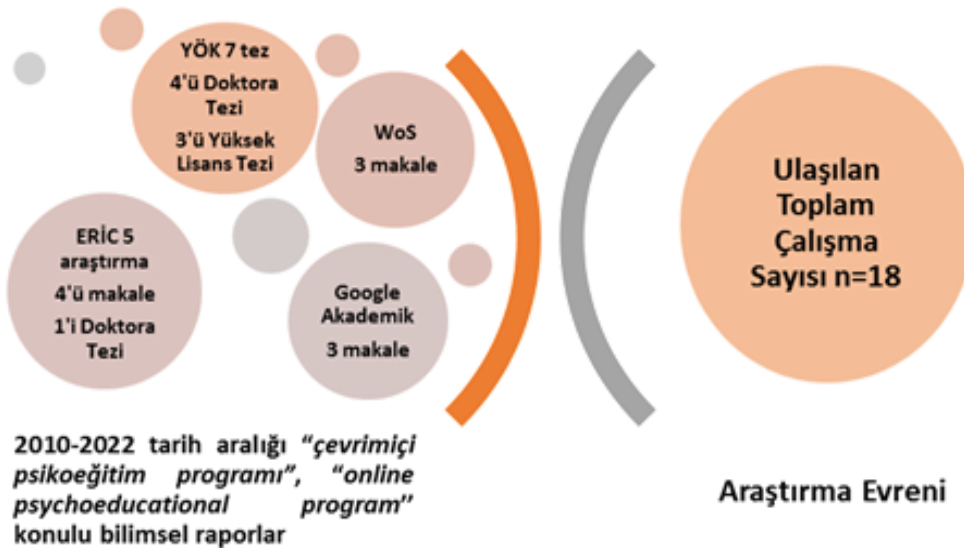 YÖK 7 tez
4'ü Doktora
Tezi
3'ü Yüksek
Lisans Tezi
WoS
3 makale
ERİC 5
araştırma
4'ü makale
1'i Doktora
Tezi
Google
Akademik
3 makale
Ulaşılan
Toplam
Çalışma
Sayısı n=18
2010-2022 tarih aralığı “çevrimiçi
psikoeğitim programı”, “online
psychoeducational program”
konulu bilimsel raporlar
Araştırma Evreni